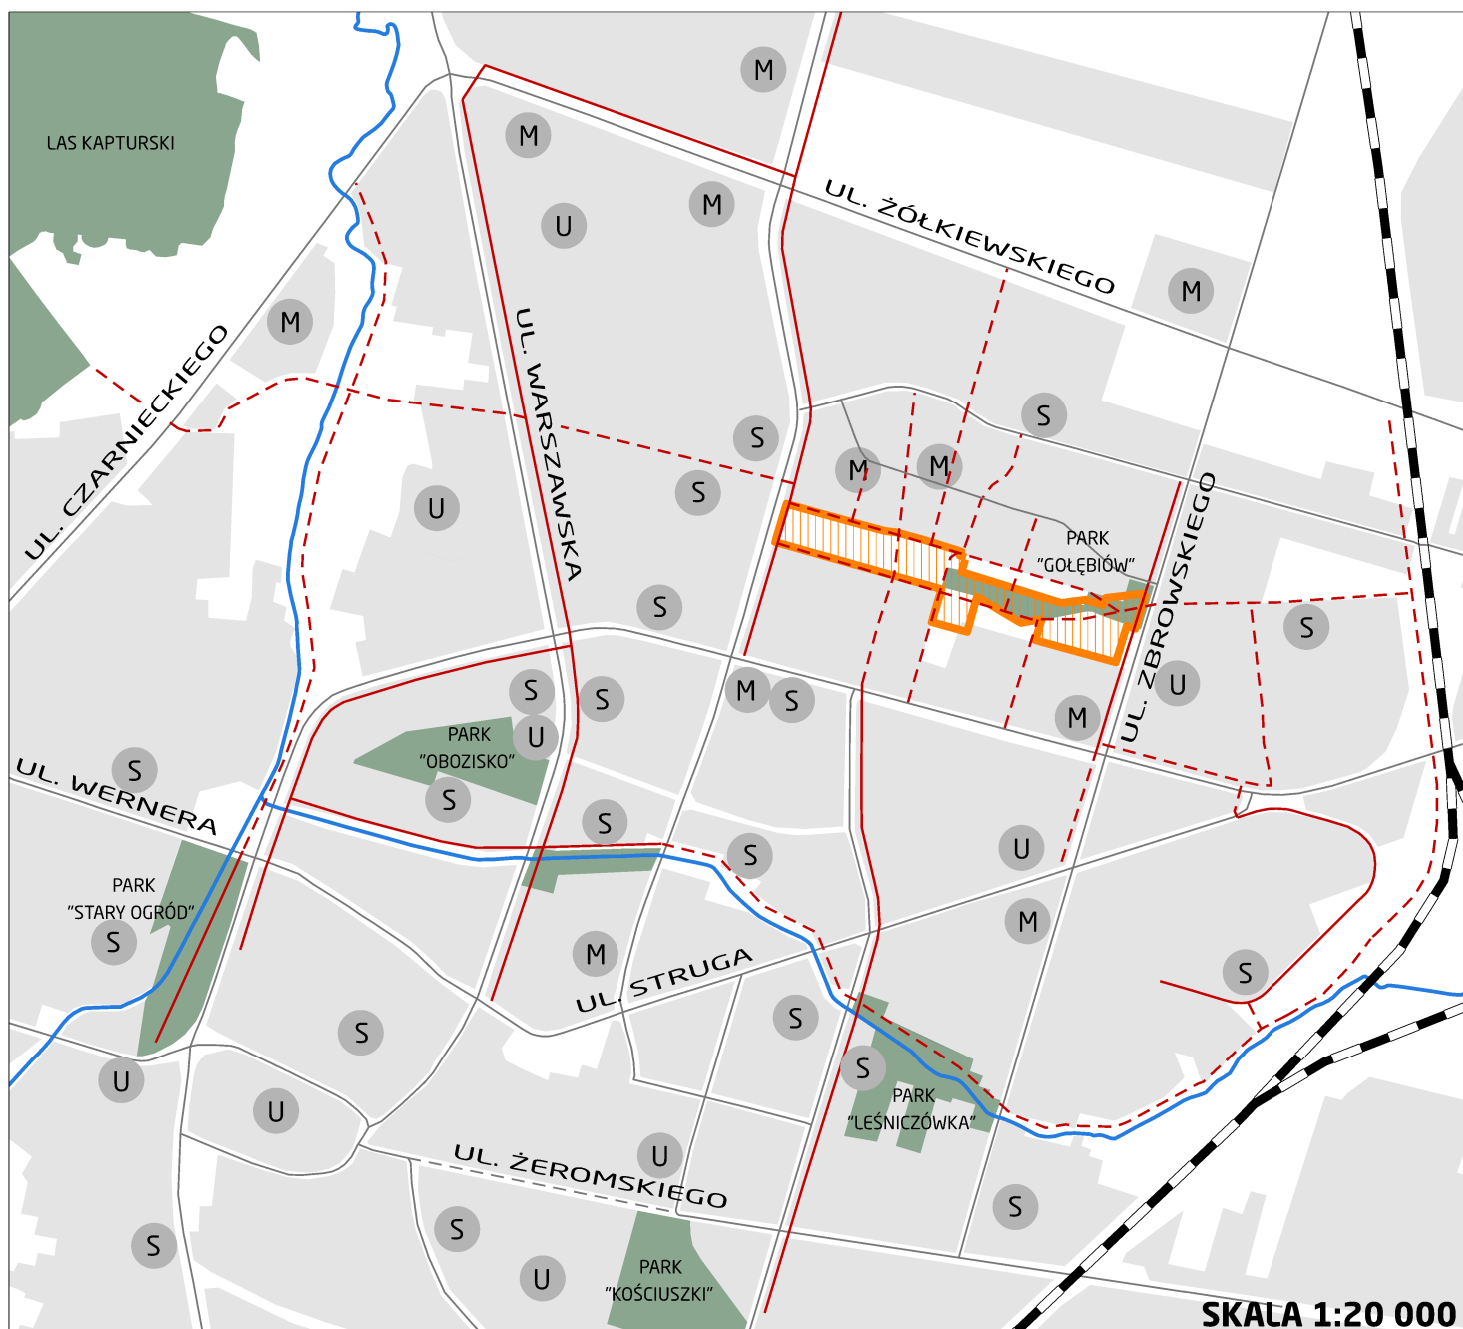 M
LAS KAPTURSKI
M
M
U
UL. ŻÓŁKIEWSKIEGO
M
M
UL. CZARNIECKIEGO
UL. WARSZAWSKA
S
S
M
M
S
U
PARK
"GOŁĘBIÓW"
UL. ZBROWSKIEGO
S
S
S
S
M
S
U
M
PARK
"OBOZISKO"
U
S
S
UL. WERNERA
S
S
S
U
PARK
"STARY OGRÓD"
S
M
M
UL. STRUGA
S
S
S
S
U
U
PARK
"LEŚNICZÓWKA"
U
UL. ŻEROMSKIEGO
S
S
S
U
PARK
"KOŚCIUSZKI"
SKALA 1:20 000